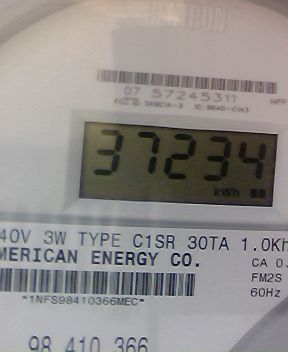 07 57245311
37234
kWh
40V 3W TYPE C1SR 30TA 1.0Kh
MERICAN ENERGY CO.
CA 0.
FM2S
60Hz
*1NFS98410366MEC*
98 410 366